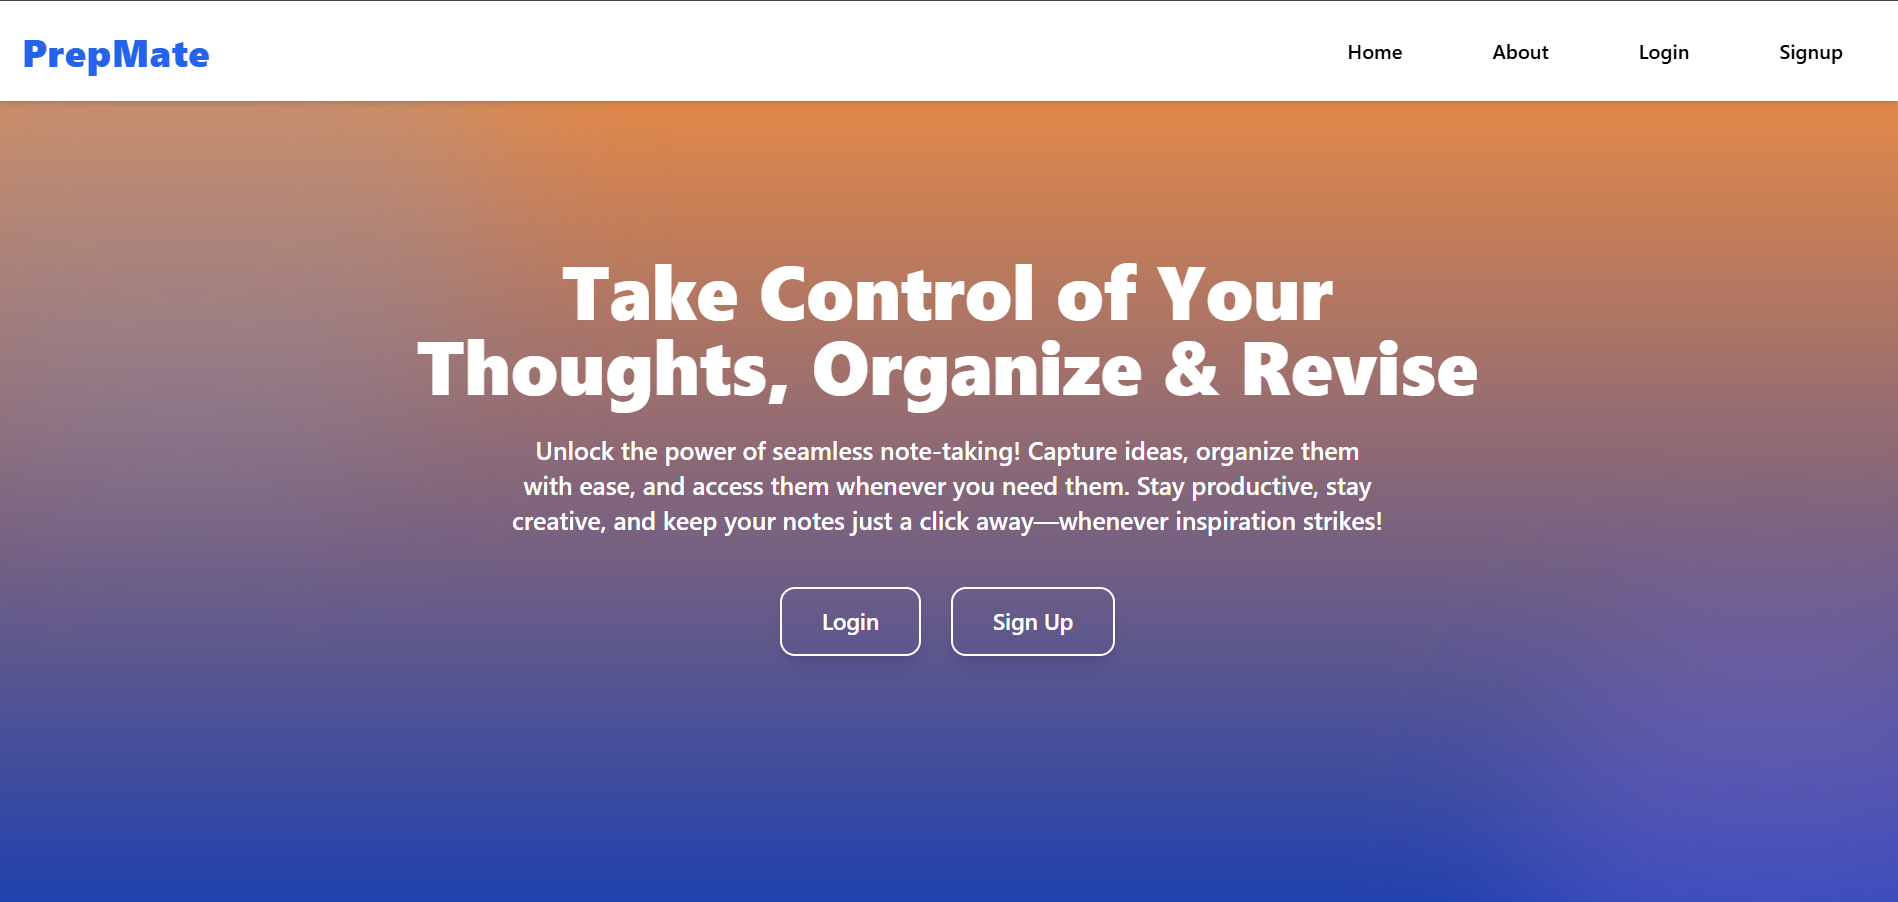 PrepMate
Home About Login Signup
Take Control of Your
Thoughts, Organize & Revise
Unlock the power of seamless note-taking! Capture ideas, organize them
with ease, and access them whenever you need them. Stay productive, stay
creative, and keep your notes just a click away—whenever inspiration strikes!
Login Sign Up